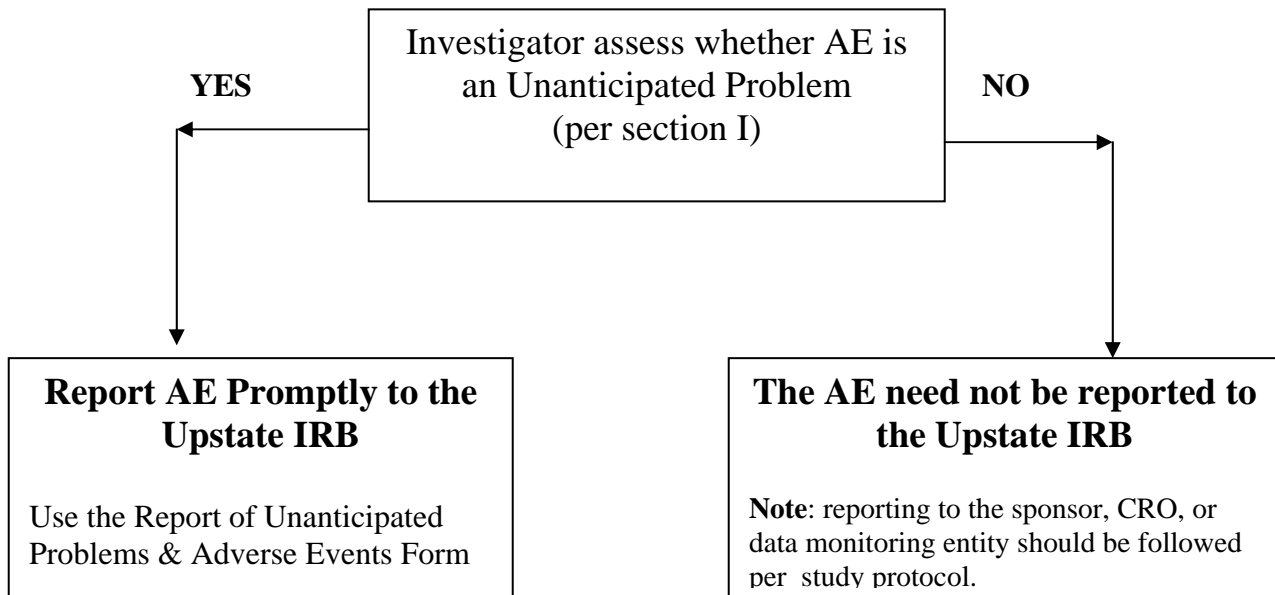 Investigator assess whether AE is
an Unanticipated Problem
(per section I)
YES
NO
Report AE Promptly to the
Upstate IRB
Use the Report of Unanticipated
Problems & Adverse Events Form
The AE need not be reported to
the Upstate IRB
Note: reporting to the sponsor, CRO, or
data monitoring entity should be followed
per study protocol.